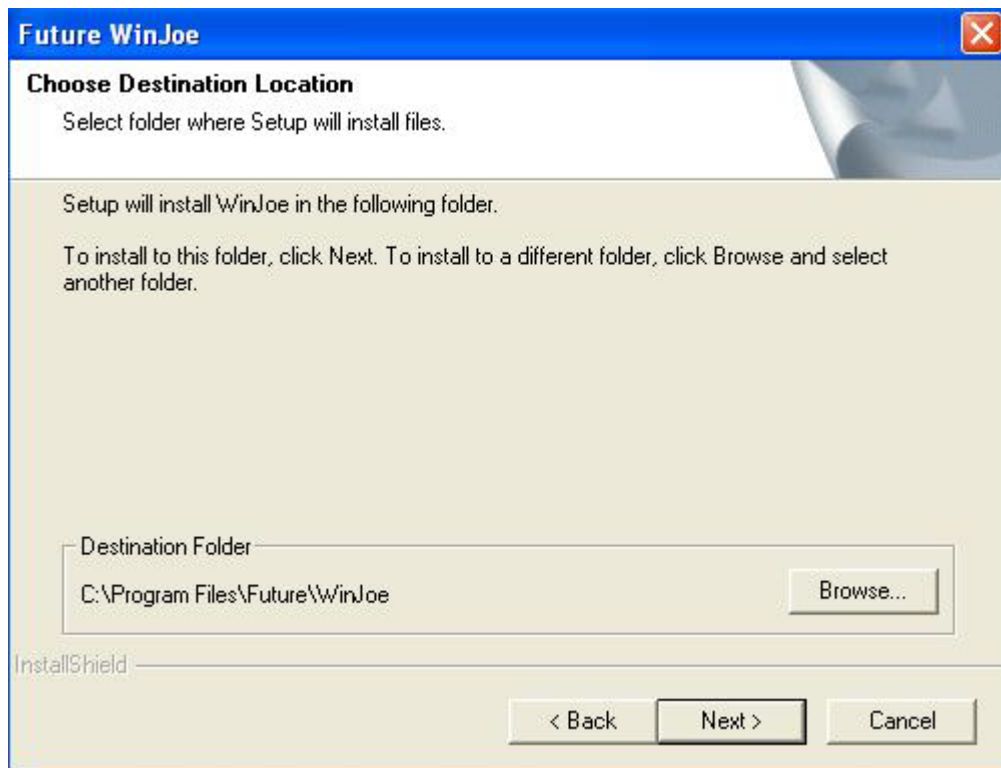 Future WinJoe
Choose Destination Location
Select folder where Setup will install files.
Setup will install WinJoe in the following folder.
To install to this folder, click Next. To install to a different folder, click Browse and select
another folder.
Destination Folder
C:\Program Files\Future\WinJoe
Browse...
InstallShield
< Back
Next >
Cancel